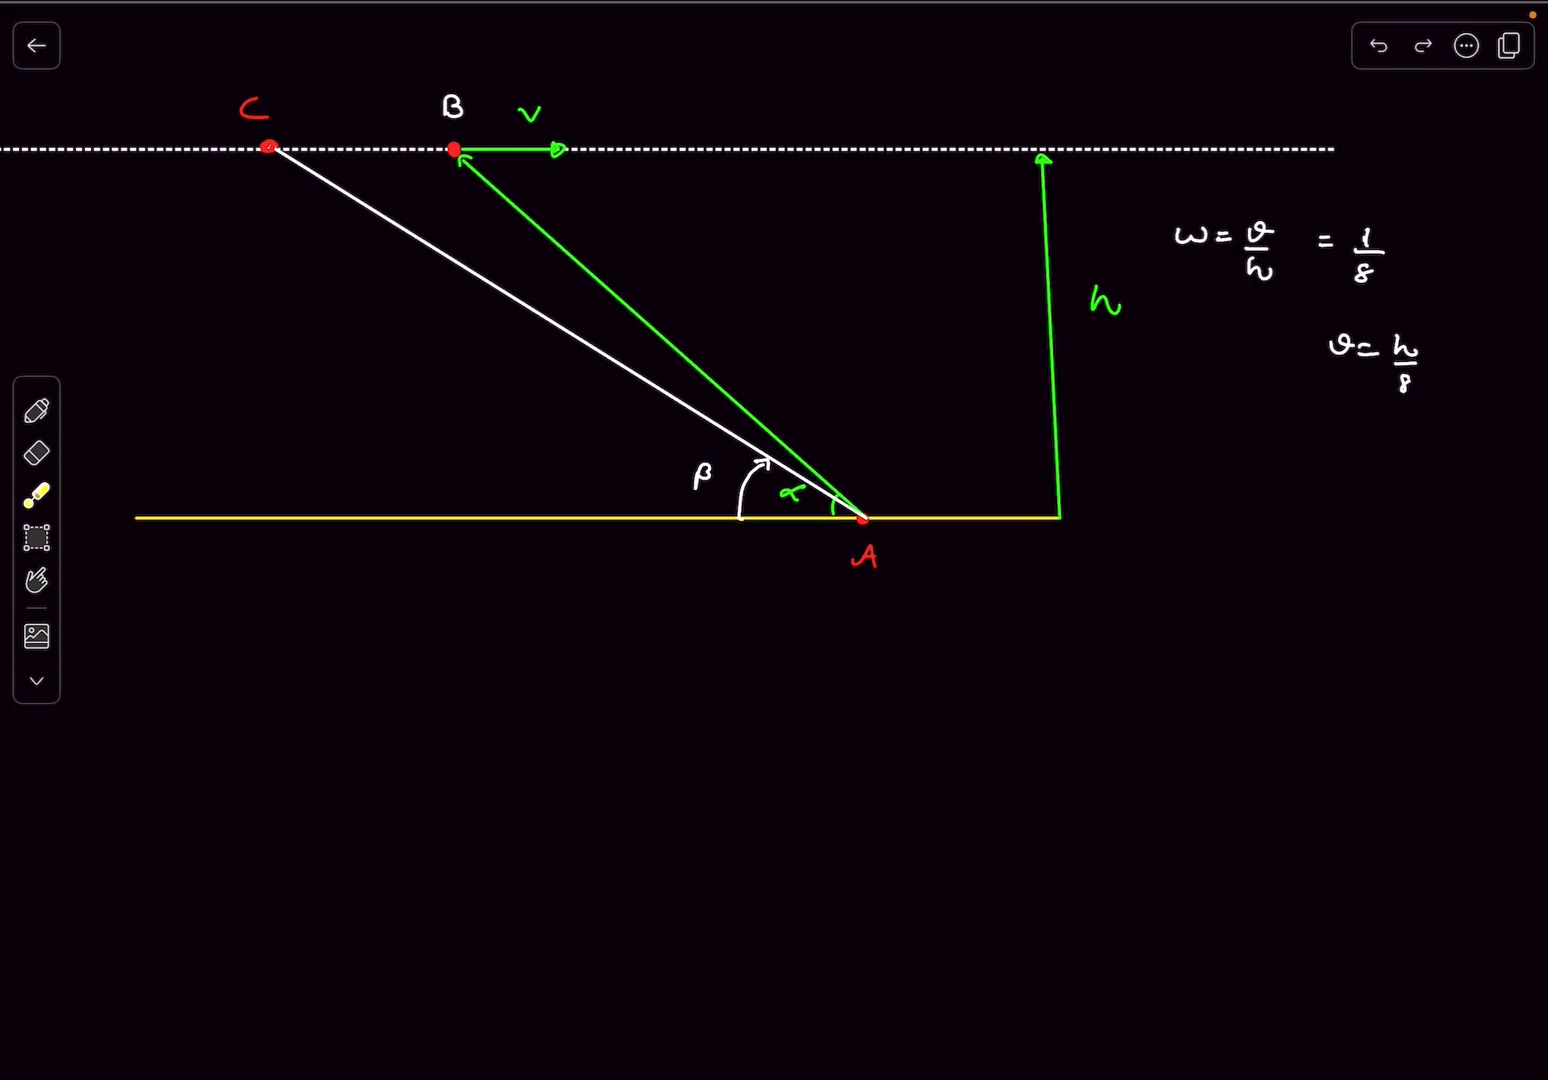 C
B
v
ω = v/h = 1/8
h
v = h/8
β
α
A